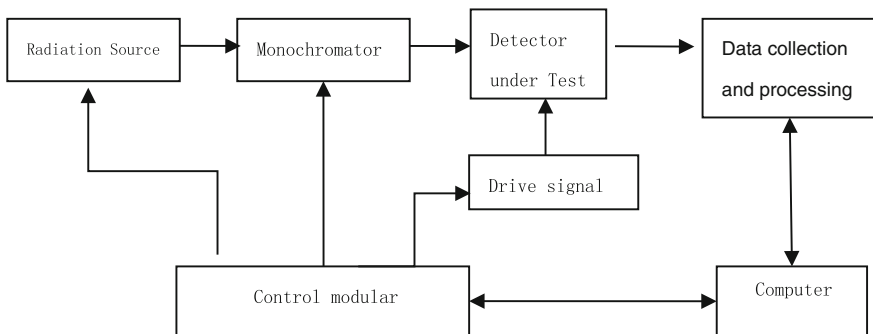 Radiation Source
Monochromator
Detector
under Test
Data collection
and processing
Drive signal
Control modular
Computer